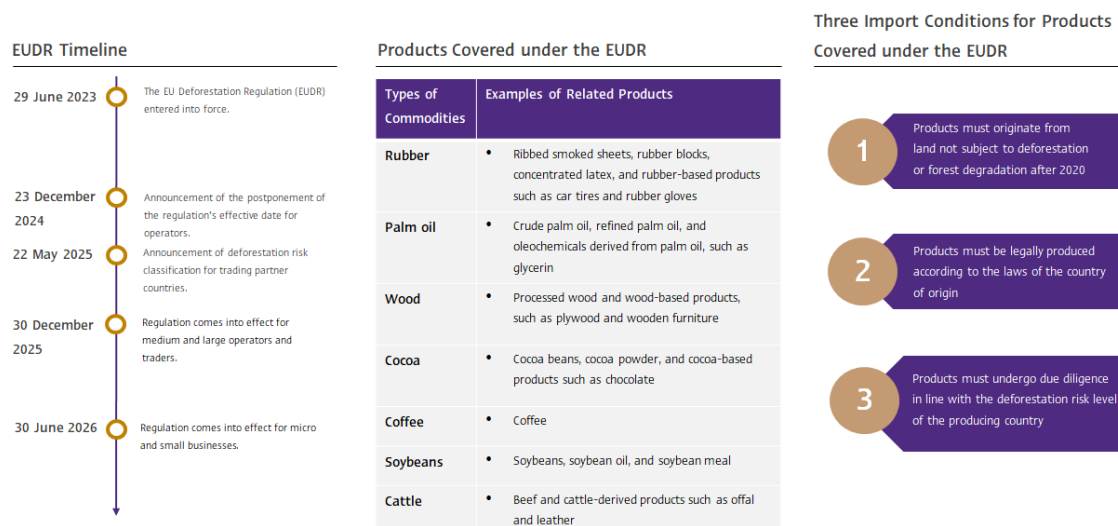 EUDR Timeline
29 June 2023
The EU Deforestation Regulation (EUDR)
entered into force.
23 December
2024
Announcement of the postponement of
the regulation's effective date for
operators.
22 May 2025
Announcement of deforestation risk
classification for trading partner
countries.
30 December
2025
Regulation comes into effect for
medium and large operators and
traders.
30 June 2026
Regulation comes into effect for micro
and small businesses.
Products Covered under the EUDR
Types of
Commodities
Examples of Related Products
Rubber
• Ribbed smoked sheets, rubber blocks,
concentrated latex, and rubber-based products
such as car tires and rubber gloves
Palm oil
• Crude palm oil, refined palm oil, and
oleochemicals derived from palm oil, such as
glycerin
Wood
• Processed wood and wood-based products,
such as plywood and wooden furniture
Cocoa
• Cocoa beans, cocoa powder, and cocoa-based
products such as chocolate
Coffee
• Coffee
Soybeans
• Soybeans, soybean oil, and soybean meal
Cattle
• Beef and cattle-derived products such as offal
and leather
Three Import Conditions for Products
Covered under the EUDR
1
Products must originate from
land not subject to deforestation
or forest degradation after 2020
2
Products must be legally produced
according to the laws of the country
of origin
3
Products must undergo due diligence
in line with the deforestation risk level
of the producing country